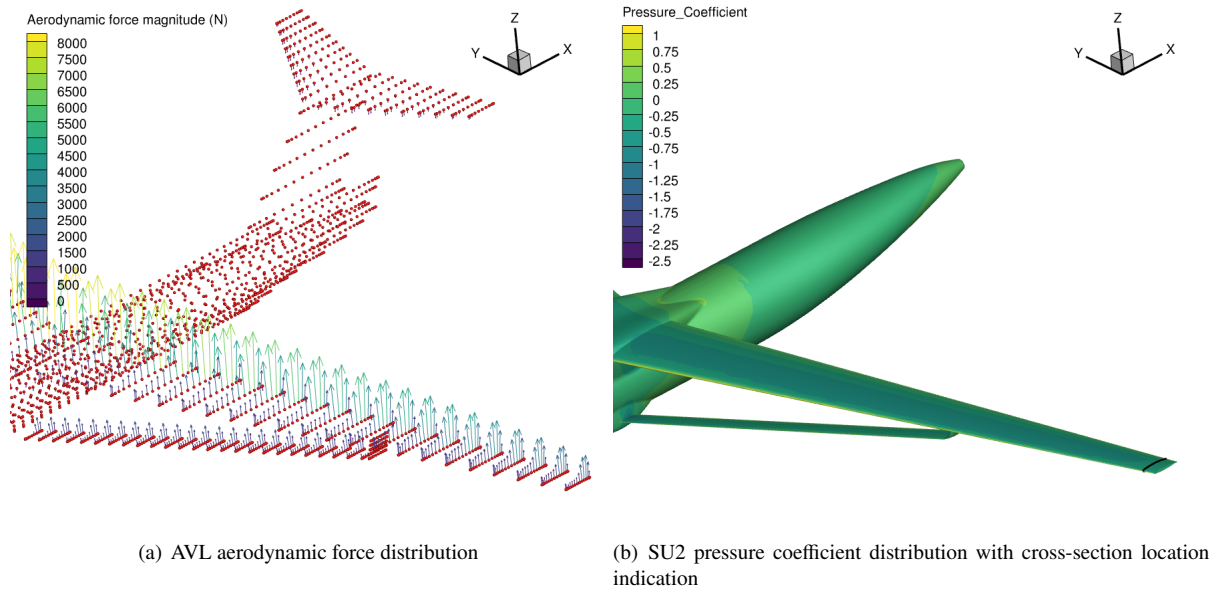 Aerodynamic force magnitude (N)
8000
7500
7000
6500
6000
5500
5000
4500
4000
3500
3000
2500
2000
1500
1000
500
0
Z
Y
X
Pressure_Coefficient
1
0.75
0.5
0.25
0
-0.25
-0.5
-0.75
-1
-1.25
-1.5
-1.75
-2
-2.25
-2.5
Z
Y
X
(a) AVL aerodynamic force distribution
(b) SU2 pressure coefficient distribution with cross-section location
indication